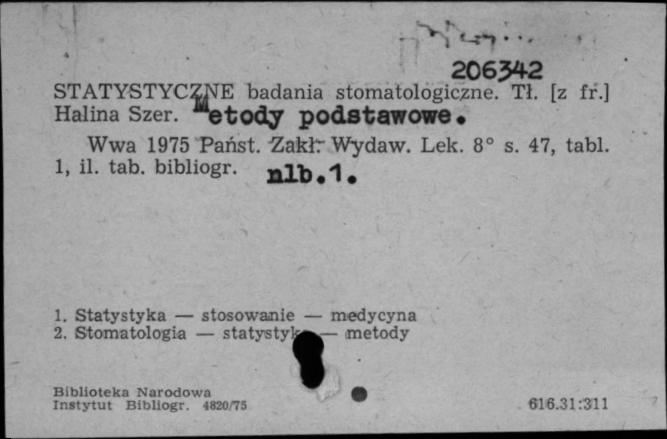 206342
STATYSTYCZNE badania stomatologiczne. Tł. [z fr.]
Halina Szer. Metody podstawowe.
Wwa 1975 Państ. Zakł. Wydaw. Lek. 8° s. 47, tabl.
1, il. tab. bibliogr. nlb.1.
1. Statystyka — stosowanie — medycyna
2. Stomatologia — — metody
Biblioteka Narodowa
Instytut Bibliogr. 4820/75 616.31:311